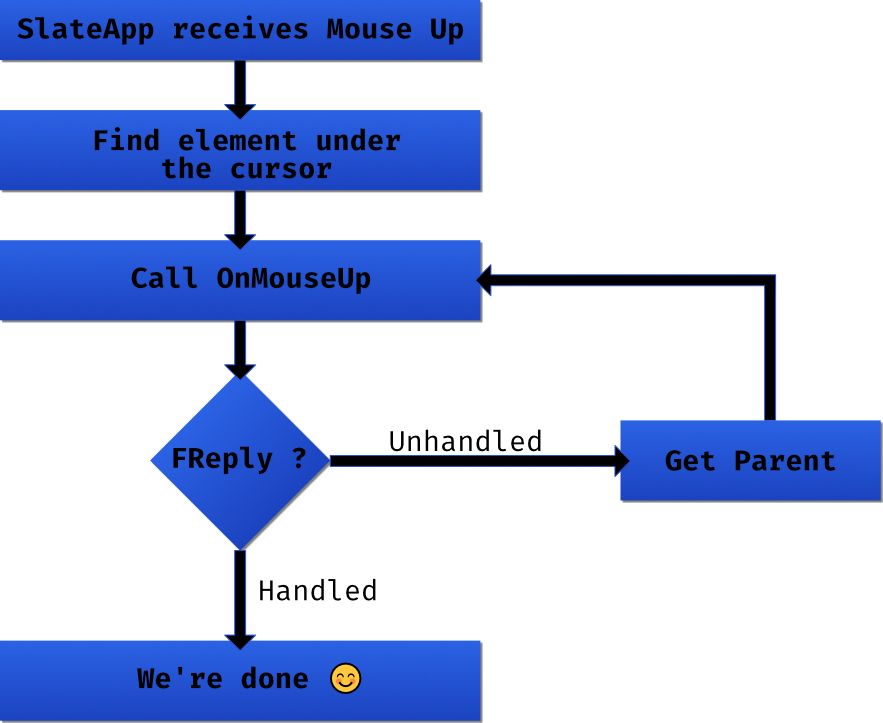 SlateApp receives Mouse Up
Find element under
the cursor
Call OnMouseUp
FReply ?
Unhandled
Get Parent
Handled
We're done 😊